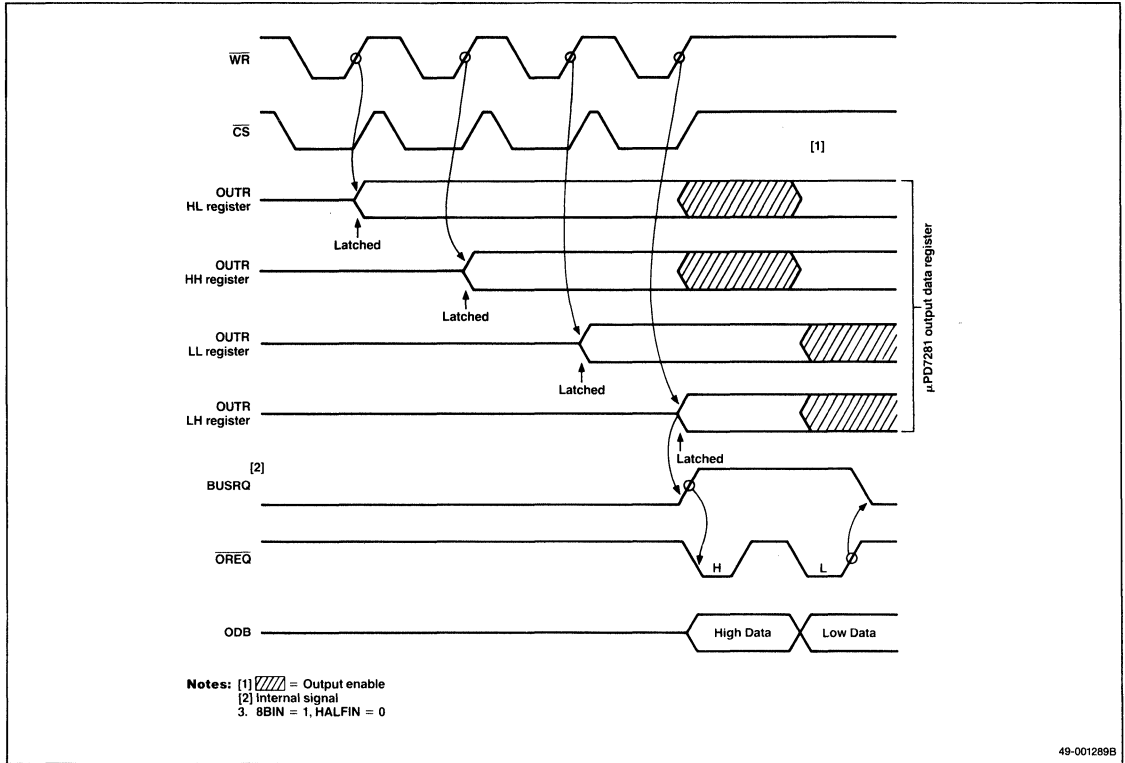 WR
CS
[1]
OUTR
HL register
Latched
OUTR
HH register
Latched
OUTR
LL register
Latched
OUTR
LH register
Latched
μPD7281 output data register
[2]
BUSRQ
OREQ
H
L
ODB
High Data
Low Data
Notes: [1] = Output enable
[2] Internal signal
3. 8BIN = 1, HALFIN = 0
49-001289B